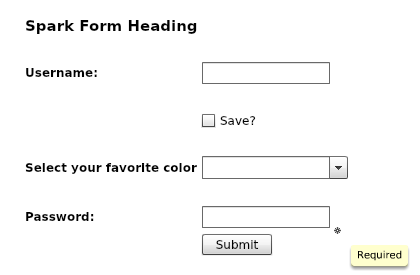 Spark Form Heading
Username:
Save?
Select your favorite color
Password:
*
Submit
Required